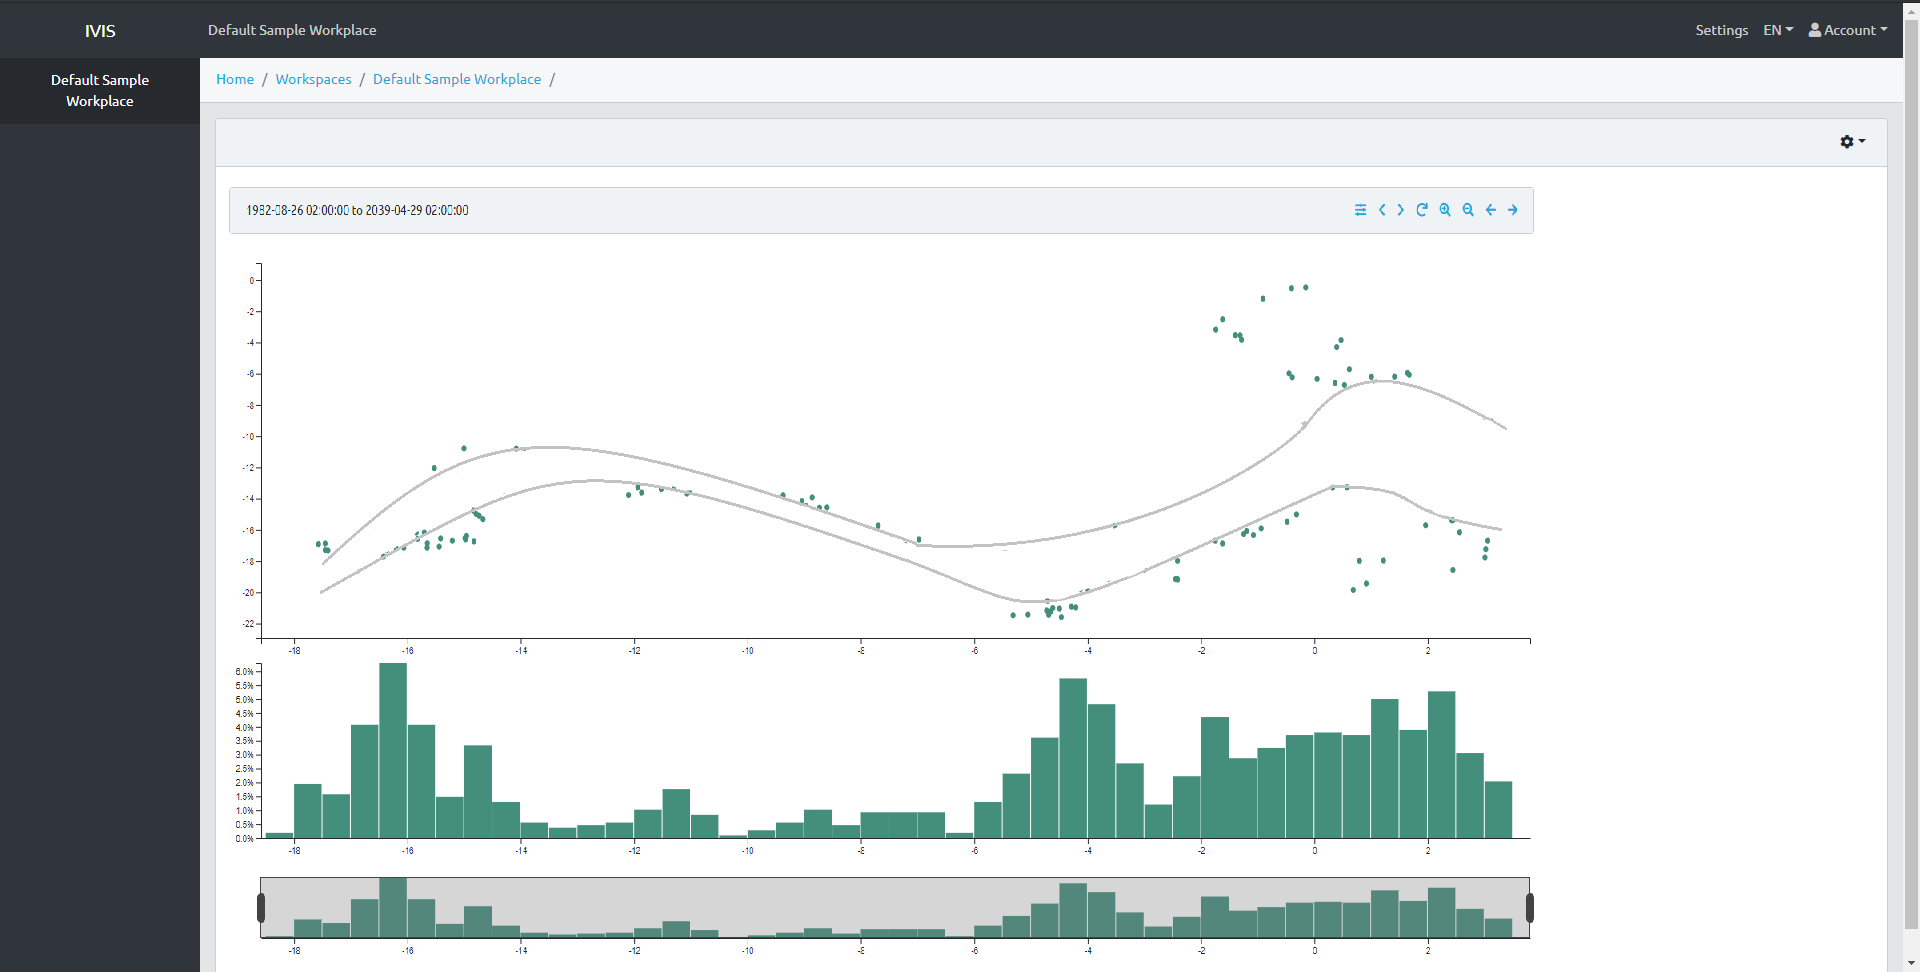 IVIS
Default Sample Workplace
Settings
EN
Account
Default Sample
Workplace
Home / Workspaces / Default Sample Workplace /
1982-08-26 02:00:00 to 2039-04-29 02:00:00
0
-2
-4
-6
-8
-10
-12
-14
-16
-18
-20
-22
-18 -16 -14 -12 -10 -8 -6 -4 -2 0 2
6.0%
5.5%
5.0%
4.5%
4.0%
3.5%
3.0%
2.5%
2.0%
1.5%
1.0%
0.5%
0.0%
-18 -16 -14 -12 -10 -8 -6 -4 -2 0 2
-18 -16 -14 -12 -10 -8 -6 -4 -2 0 2